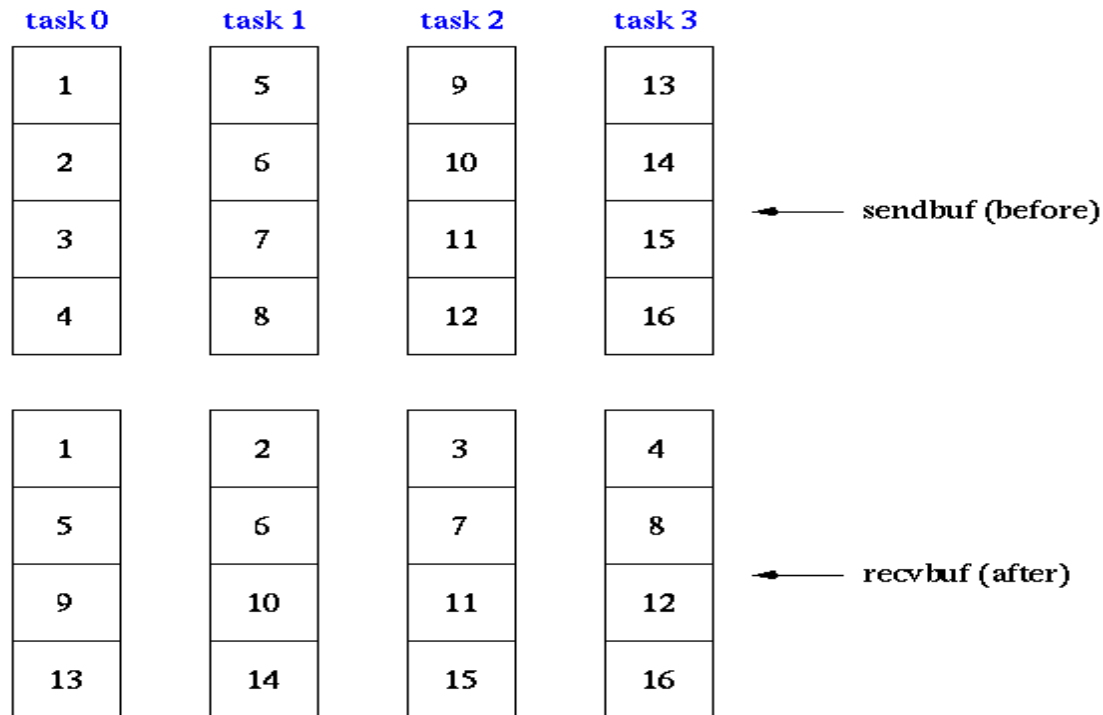 task 0 task 1 task 2 task 3
1 5 9 13
2 6 10 14
sendbuf (before)
3 7 11 15
4 8 12 16
1 2 3 4
5 6 7 8
recvbuf (after)
9 10 11 12
13 14 15 16